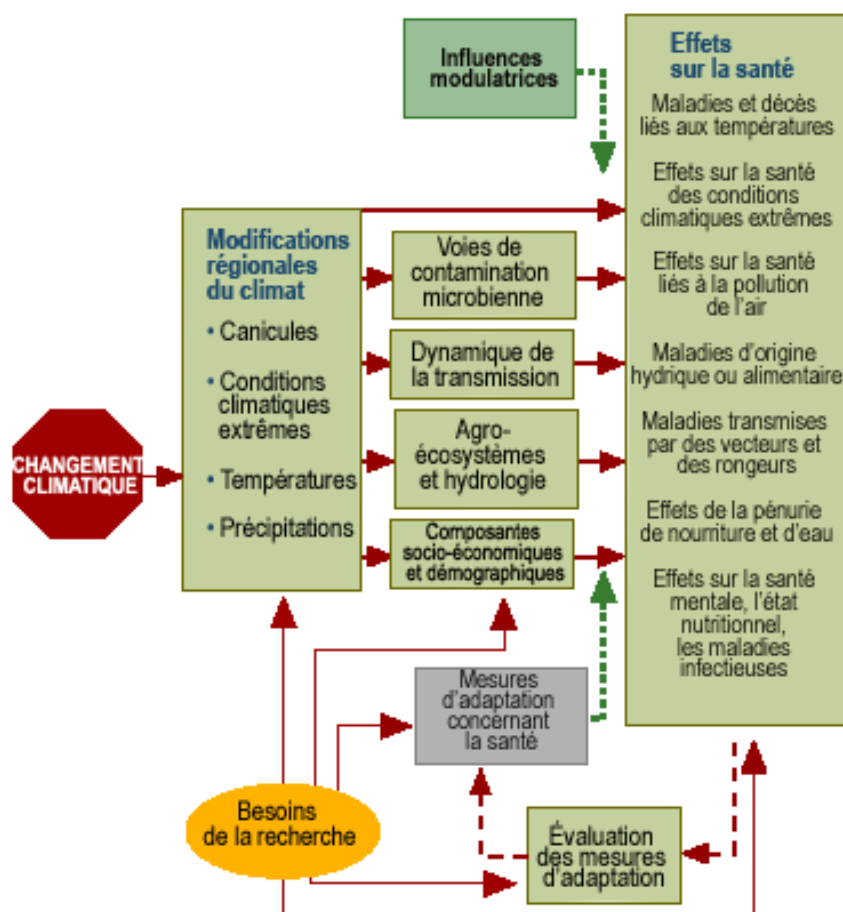 Influences
modulatrices
Effets
sur la santé
Maladies et décès
liés aux températures
Effets sur la santé
des conditions
climatiques extrêmes
Effets sur la santé
liés à la pollution
de l'air
Maladies d'origine
hydrique ou alimentaire
Maladies transmises
par des vecteurs et
des rongeurs
Effets de la pénurie
de nourriture et d'eau
Effets sur la santé
mentale, l'état
nutritionnel,
les maladies
infectieuses
Modifications
régionales
du climat
• Canicules
• Conditions
climatiques
extrêmes
• Températures
• Précipitations
Voies de
contamination
microbienne
Dynamique de
la transmission
Agro-
écosystèmes
et hydrologie
Composantes
socio-économiques
et démographiques
CHANGEMENT
CLIMATIQUE
Mesures
d'adaptation
concernant
la santé
Besoins
de la recherche
Évaluation
des mesures
d'adaptation